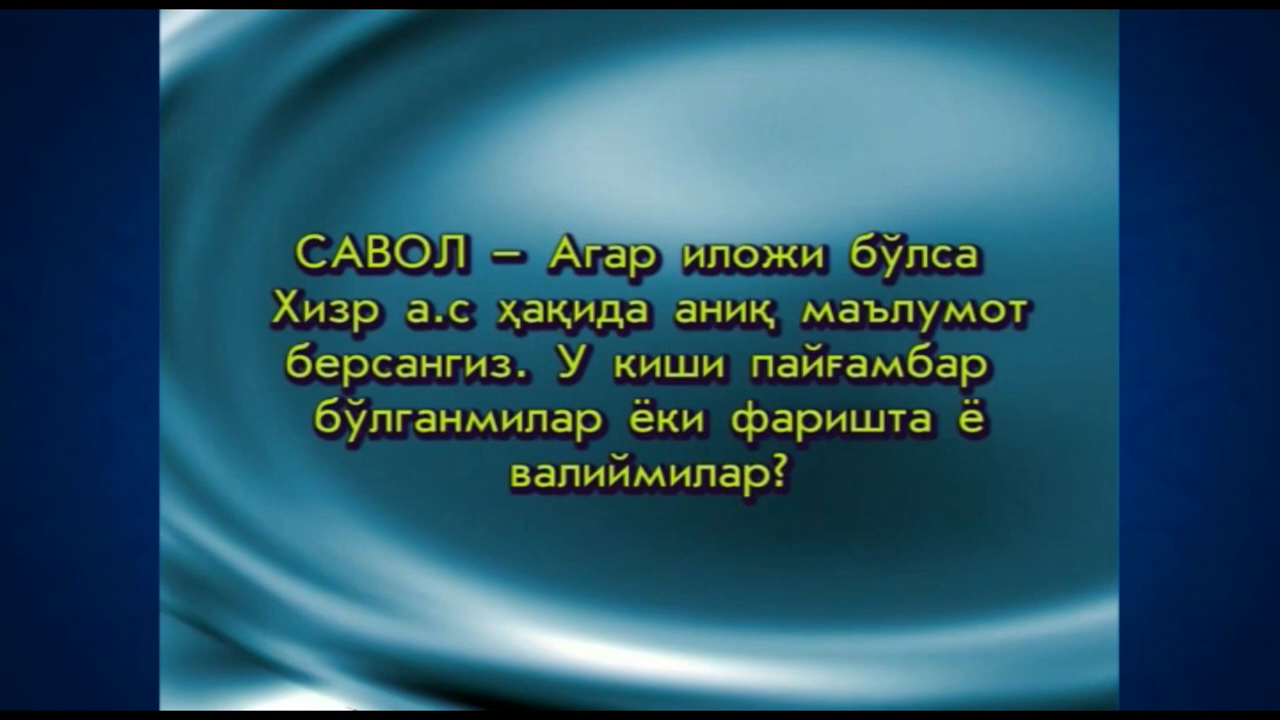 САВОЛ – Агар иложи бўлса
Хизр а.с ҳақида аниқ маълумот
берсангиз. У киши пайғамбар
бўлганмилар ёки фаришта ё
валиймилар?